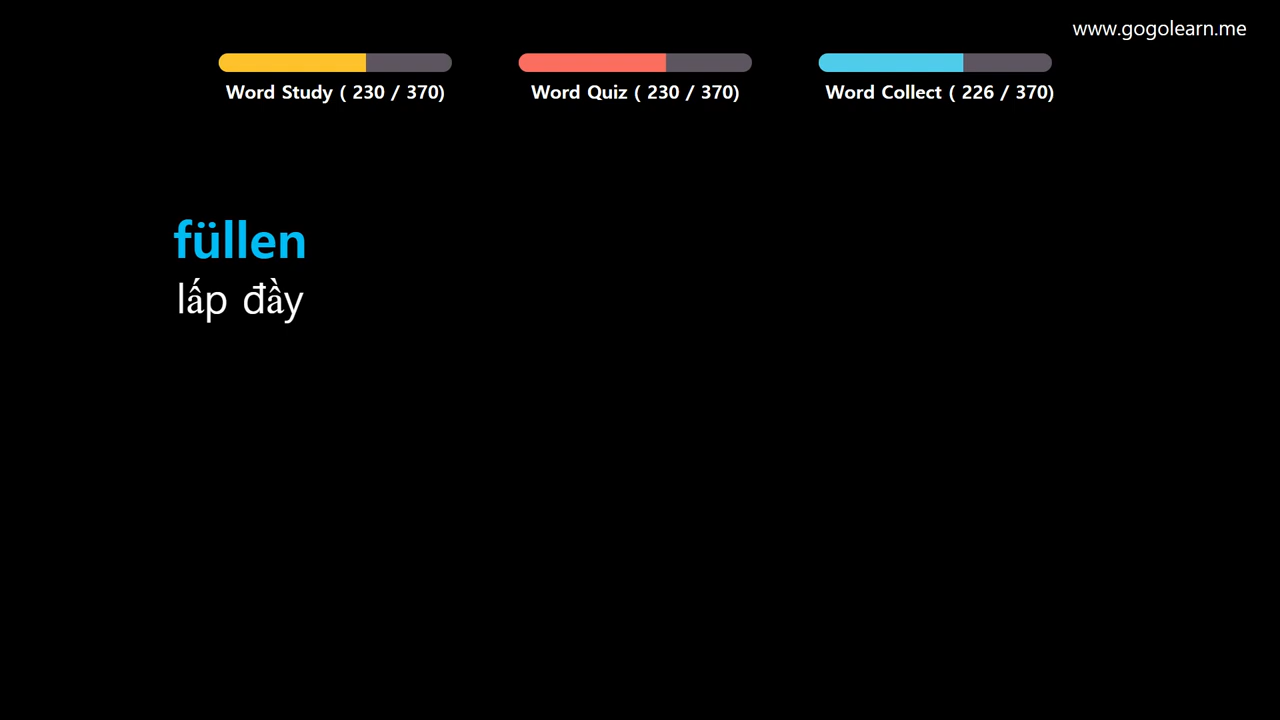 www.gogolearn.me
Word Study ( 230 / 370)
Word Quiz ( 230 / 370)
Word Collect ( 226 / 370)
füllen
lấp đầy